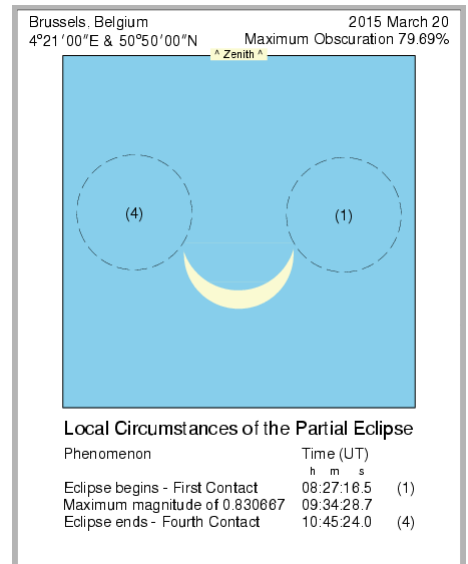 Brussels, Belgium 2015 March 20
4°21′00″E & 50°50′00″N Maximum Obscuration 79.69%
^ Zenith ^
(4) (1)
Local Circumstances of the Partial Eclipse
Phenomenon Time (UT)
h m s
Eclipse begins - First Contact 08:27:16.5 (1)
Maximum magnitude of 0.830667 09:34:28.7
Eclipse ends - Fourth Contact 10:45:24.0 (4)